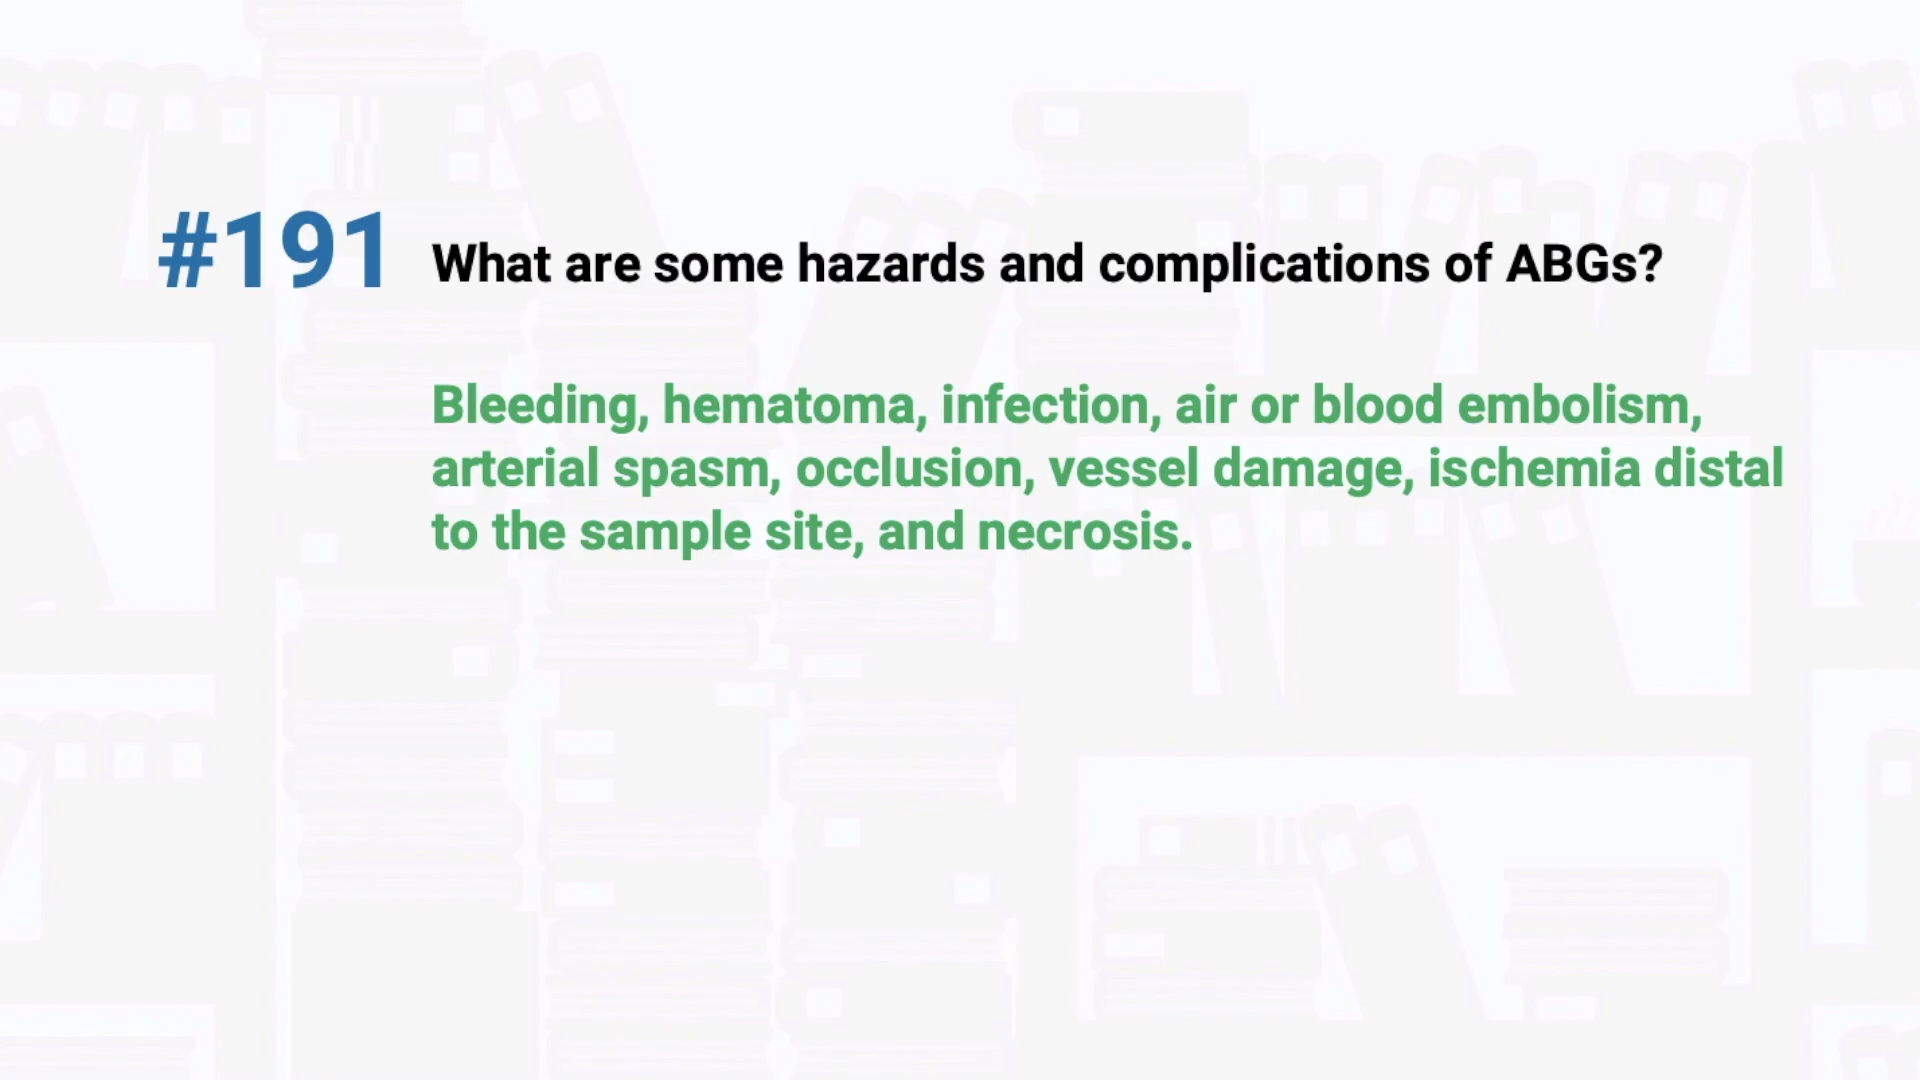 #191 What are some hazards and complications of ABGs?
Bleeding, hematoma, infection, air or blood embolism,
arterial spasm, occlusion, vessel damage, ischemia distal
to the sample site, and necrosis.